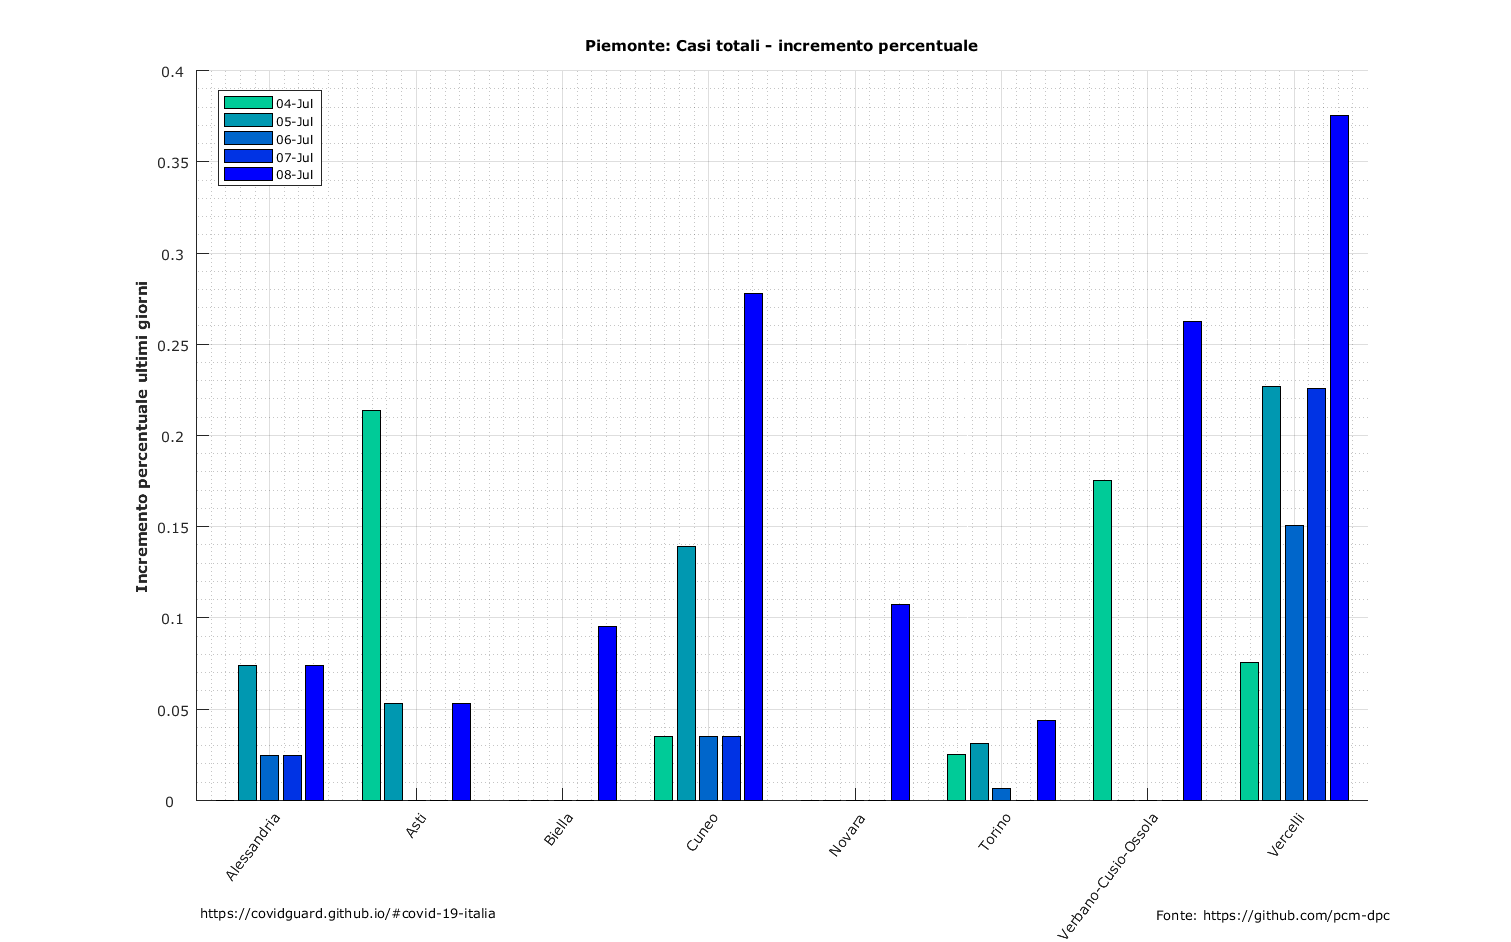 Piemonte: Casi totali - incremento percentuale
0.4
0.35
0.3
0.25
0.2
0.15
0.1
0.05
0
Incremento percentuale ultimi giorni
04-Jul
05-Jul
06-Jul
07-Jul
08-Jul
Alessandria
Asti
Biella
Cuneo
Novara
Torino
Verbano-Cusio-Ossola
Vercelli
https://covidguard.github.io/#covid-19-italia
Fonte: https://github.com/pcm-dpc